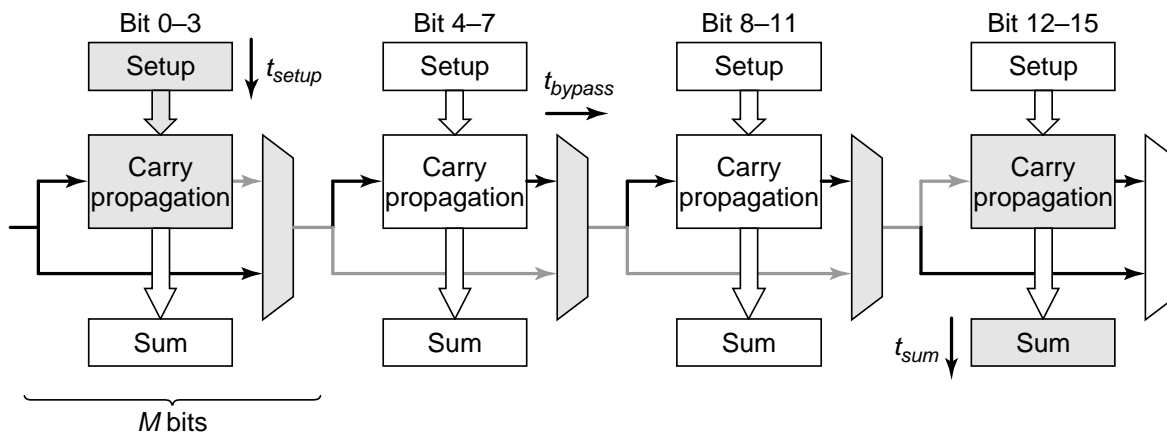 Bit 0–3 Bit 4–7 Bit 8–11 Bit 12–15
Setup Setup Setup Setup
t_setup
t_bypass
Carry Carry Carry Carry
propagation propagation propagation propagation
Sum Sum Sum Sum
t_sum
M bits